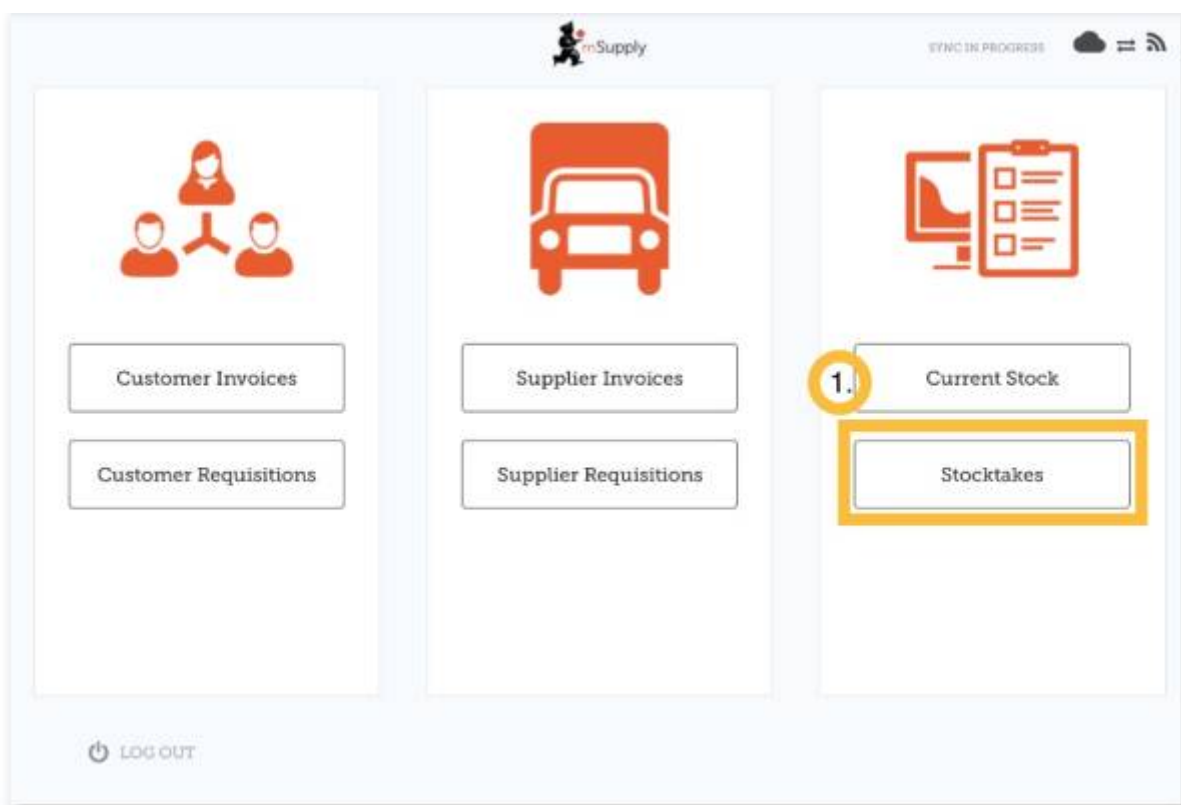 mSupply
SYNC IN PROGRESS
Customer Invoices
Supplier Invoices
1.
Current Stock
Customer Requisitions
Supplier Requisitions
Stocktakes
LOG OUT